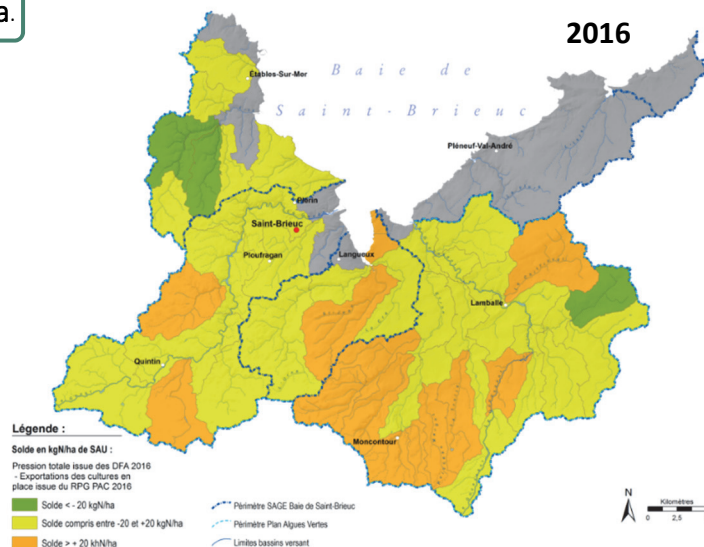 a.
2016
Étables-Sur-Mer
Baie de
Saint-Brieuc
Pléneuf-Val-André
Plérin
Saint-Brieuc
Ploufragan
Langueux
Lamballe
Quintin
Moncontour
Légende :
Solde en kgN/ha de SAU :
Pression totale issue des DFA 2016
- Exportations des cultures en
place issue du RPG PAC 2016
Solde < - 20 kgN/ha
Solde compris entre -20 et +20 kgN/ha
Solde > + 20 khN/ha
Périmètre SAGE Baie de Saint-Brieuc
Périmètre Plan Algues Vertes
Limites bassins versant
N
Kilomètres
0 2,5